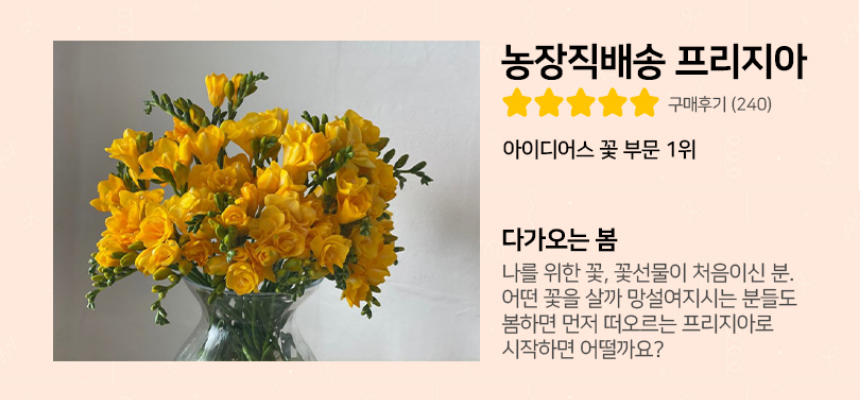 농장직배송 프리지아
구매후기 (240)
아이디어스 꽃 부문 1위
다가오는 봄
나를 위한 꽃, 꽃선물이 처음이신 분.
어떤 꽃을 살까 망설여지시는 분들도
봄하면 먼저 떠오르는 프리지아로
시작하면 어떨까요?